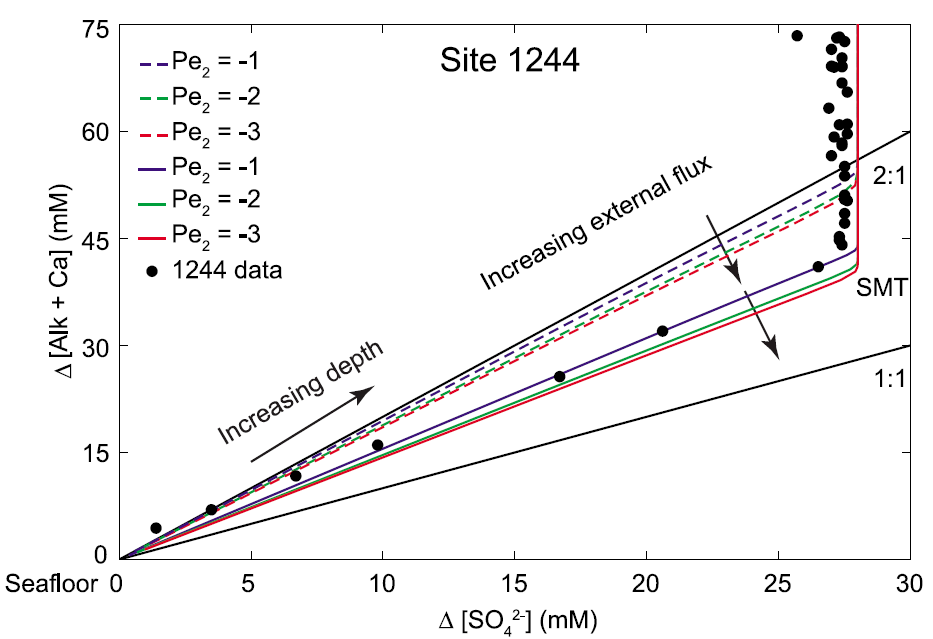 Site 1244
Pe₂ = -1
Pe₂ = -2
Pe₂ = -3
Pe₂ = -1
Pe₂ = -2
Pe₂ = -3
1244 data
Increasing external flux
Increasing depth
2:1
SMT
1:1
75
60
45
30
15
0
Δ [Alk + Ca] (mM)
Seafloor 0 5 10 15 20 25 30
Δ [SO₄²⁻] (mM)